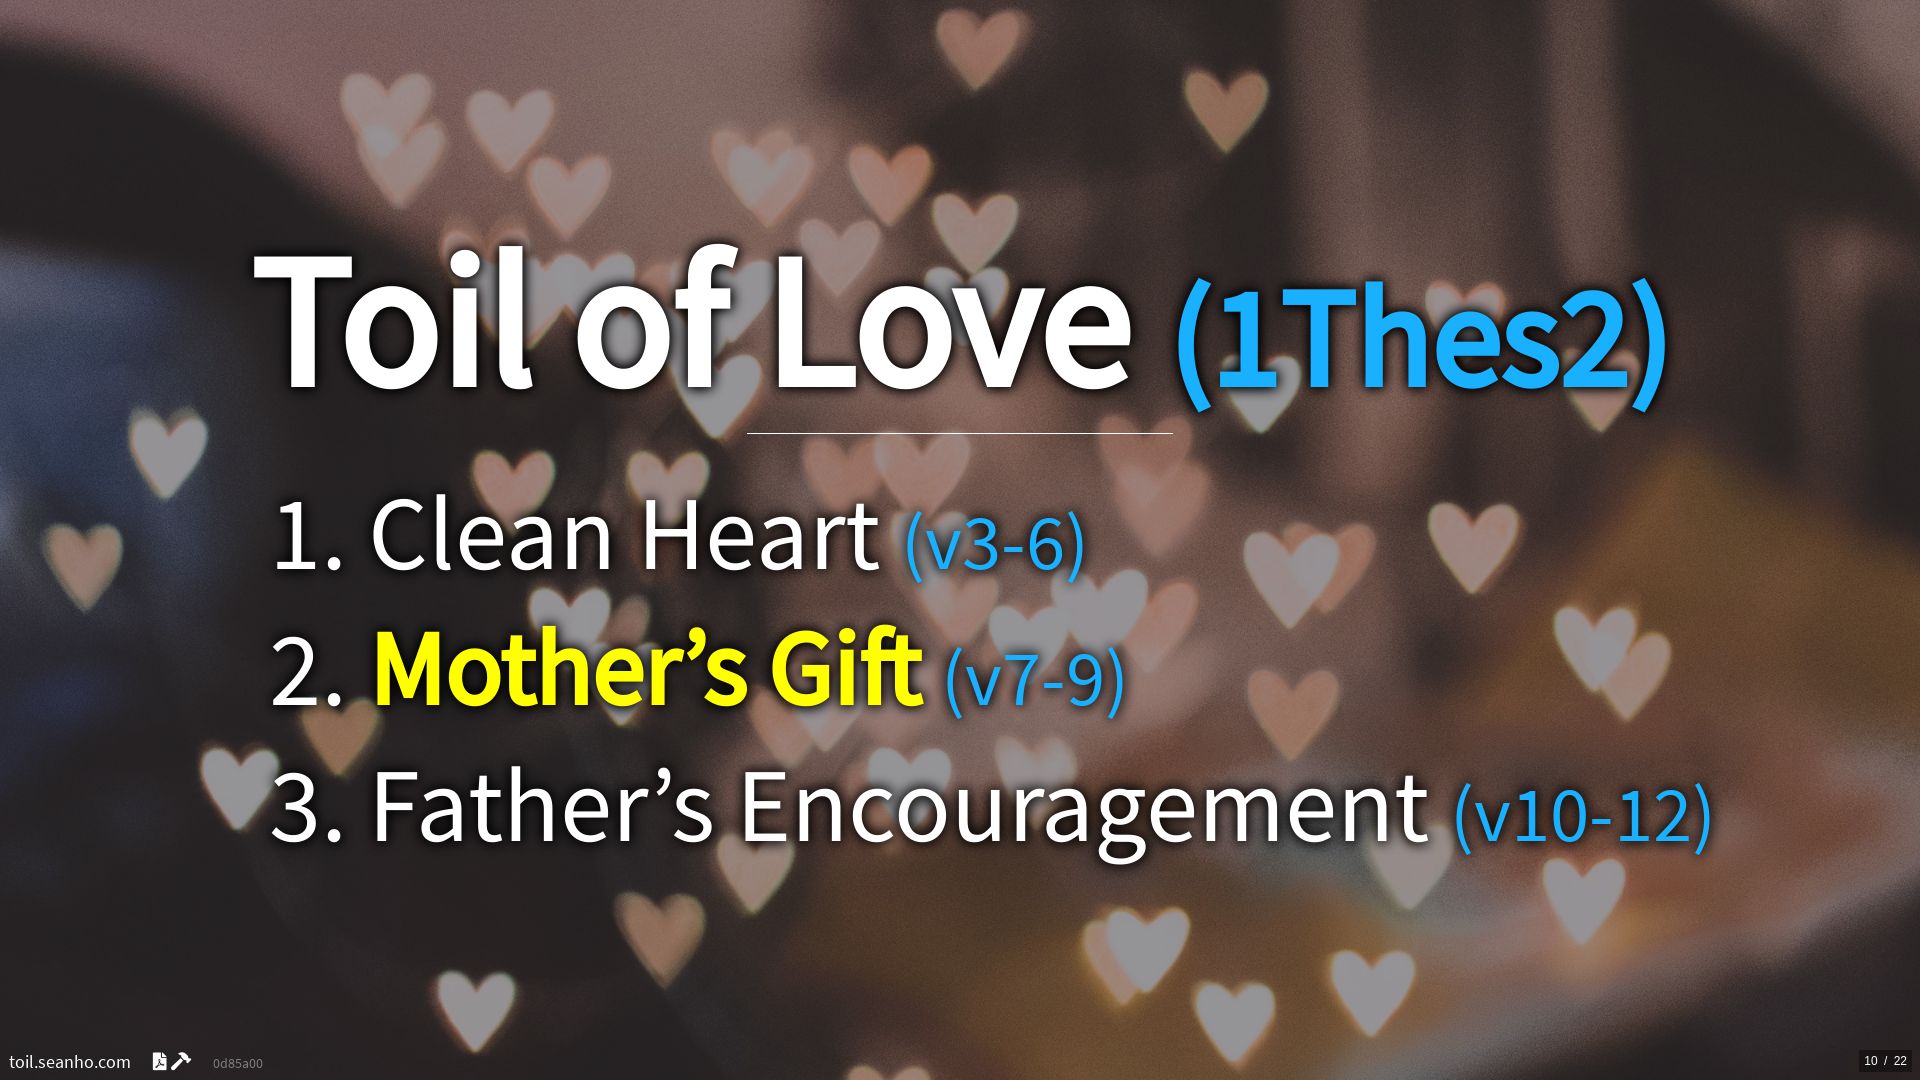 Toil of Love (1Thes2)
1. Clean Heart (v3-6)
2. Mother’s Gift (v7-9)
3. Father’s Encouragement (v10-12)
toil.seanho.com 0d85a00
10 / 22